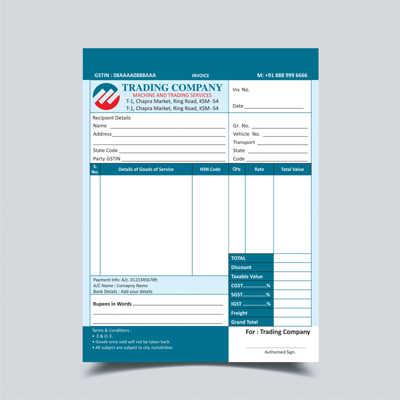 GSTIN : 08AAAA0888AAA INVOICE M: +91 888 999 6666
TRADING COMPANY
MACHINE AND TRADING SERVICES
T-1, Chapra Market, Ring Road, KSM -54
T-1, Chapra Market, Ring Road, KSM -54
Inv. No.
Date
Recipient Details
Name
Address
State Code
Party GSTIN
Gr. No.
Vehicle No.
Transport
State
Code
S. No. Details of Goods of Service HSN Code Qits Rate Total Value
TOTAL
Discount
Taxable Value
CGST..............%
SGST..............%
IGST..............%
Freight
Grand Total
Payment Info: A/c. 01233456789
A/C Name : Comapny Name
Bank Details : Add your details
Rupees in Words
Terms & Conditions :
• E & O. E.
• Goods once sold will not be taken back.
• All subject are subject to city Jurisdiction
For : Trading Company
Authorised Sign.